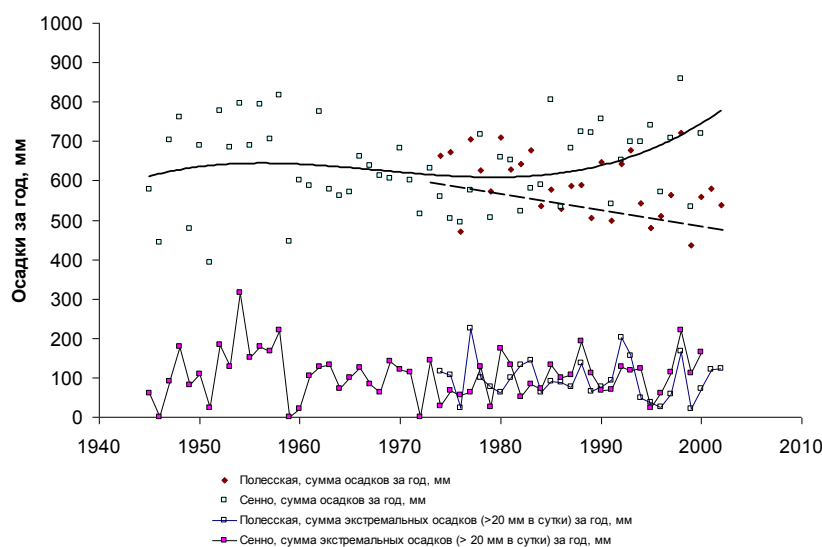 Осадки за год, мм
1000
900
800
700
600
500
400
300
200
100
0
1940 1950 1960 1970 1980 1990 2000 2010
Полесская, сумма осадков за год, мм
Сенно, сумма осадков за год, мм
Полесская, сумма экстремальных осадков (>20 мм в сутки) за год, мм
Сенно, сумма экстремальных осадков (> 20 мм в сутки) за год, мм